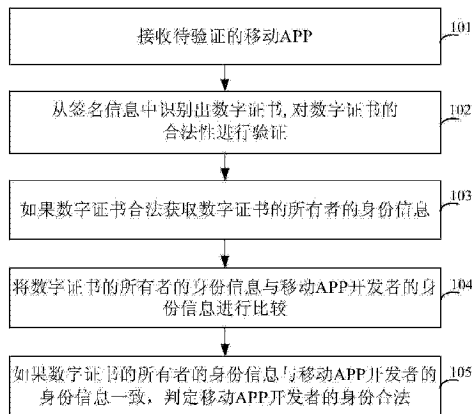 接收待验证的移动APP
101
从签名信息中识别出数字证书,对数字证书的
合法性进行验证
102
如果数字证书合法获取数字证书的所有者的身份信息
103
将数字证书的所有者的身份信息与移动APP开发者的身
份信息进行比较
104
如果数字证书的所有者的身份信息与移动APP开发者的
身份信息一致，判定移动APP开发者的身份合法
105